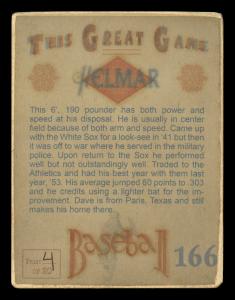 THIS GREAT GAME
HELMAR
This 6', 190 pounder has both power and
speed at his disposal. He is usually in center
field because of both arm and speed. Came up
with the White Sox for a look-see in '41 but then
it was off to war where he served in the military
police. Upon return to the Sox he performed
well but not outstandingly well. Traded to the
Athletics and had his best year with them last
year, '53. His average jumped 60 points to .303
and he credits using a lighter bat for the im-
provement. Dave is from Paris, Texas and still
makes his home there.
Baseball
166
4
OF 20